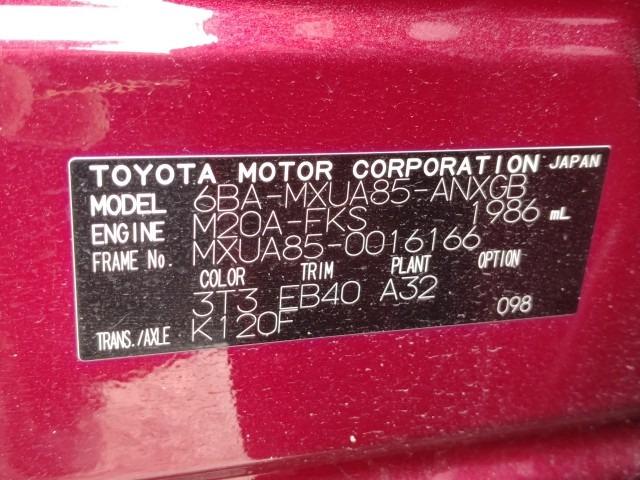 TOYOTA MOTOR CORPORATION JAPAN
MODEL 6BA-MXUA85-ANXGB
ENGINE M20A-FKS 1986 mL
FRAME No. MXUA85-0016166
COLOR TRIM PLANT OPTION
3T3 EB40 A32
TRANS./AXLE K120F 098